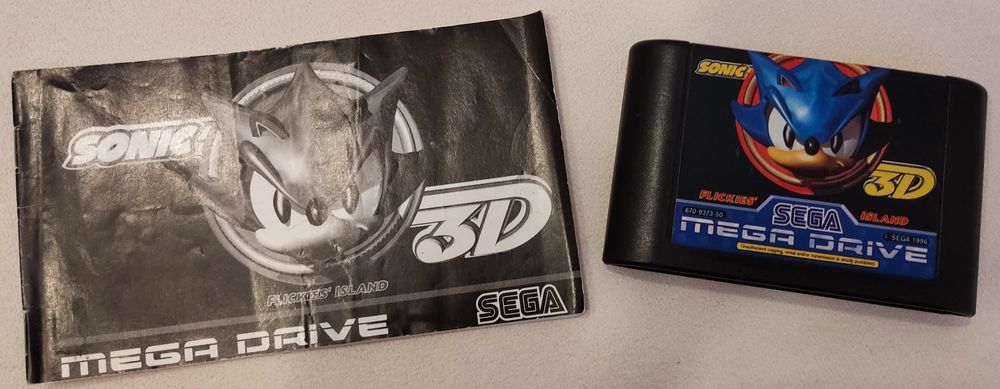 SONIC
3D
FLICKIES' ISLAND
SEGA
MEGA DRIVE
SONIC
3D
FLICKIES' ISLAND
SEGA
670-9373-50
© SEGA 1996
MEGA DRIVE
Unauthorised copying, rental and/or transmission is strictly prohibited.